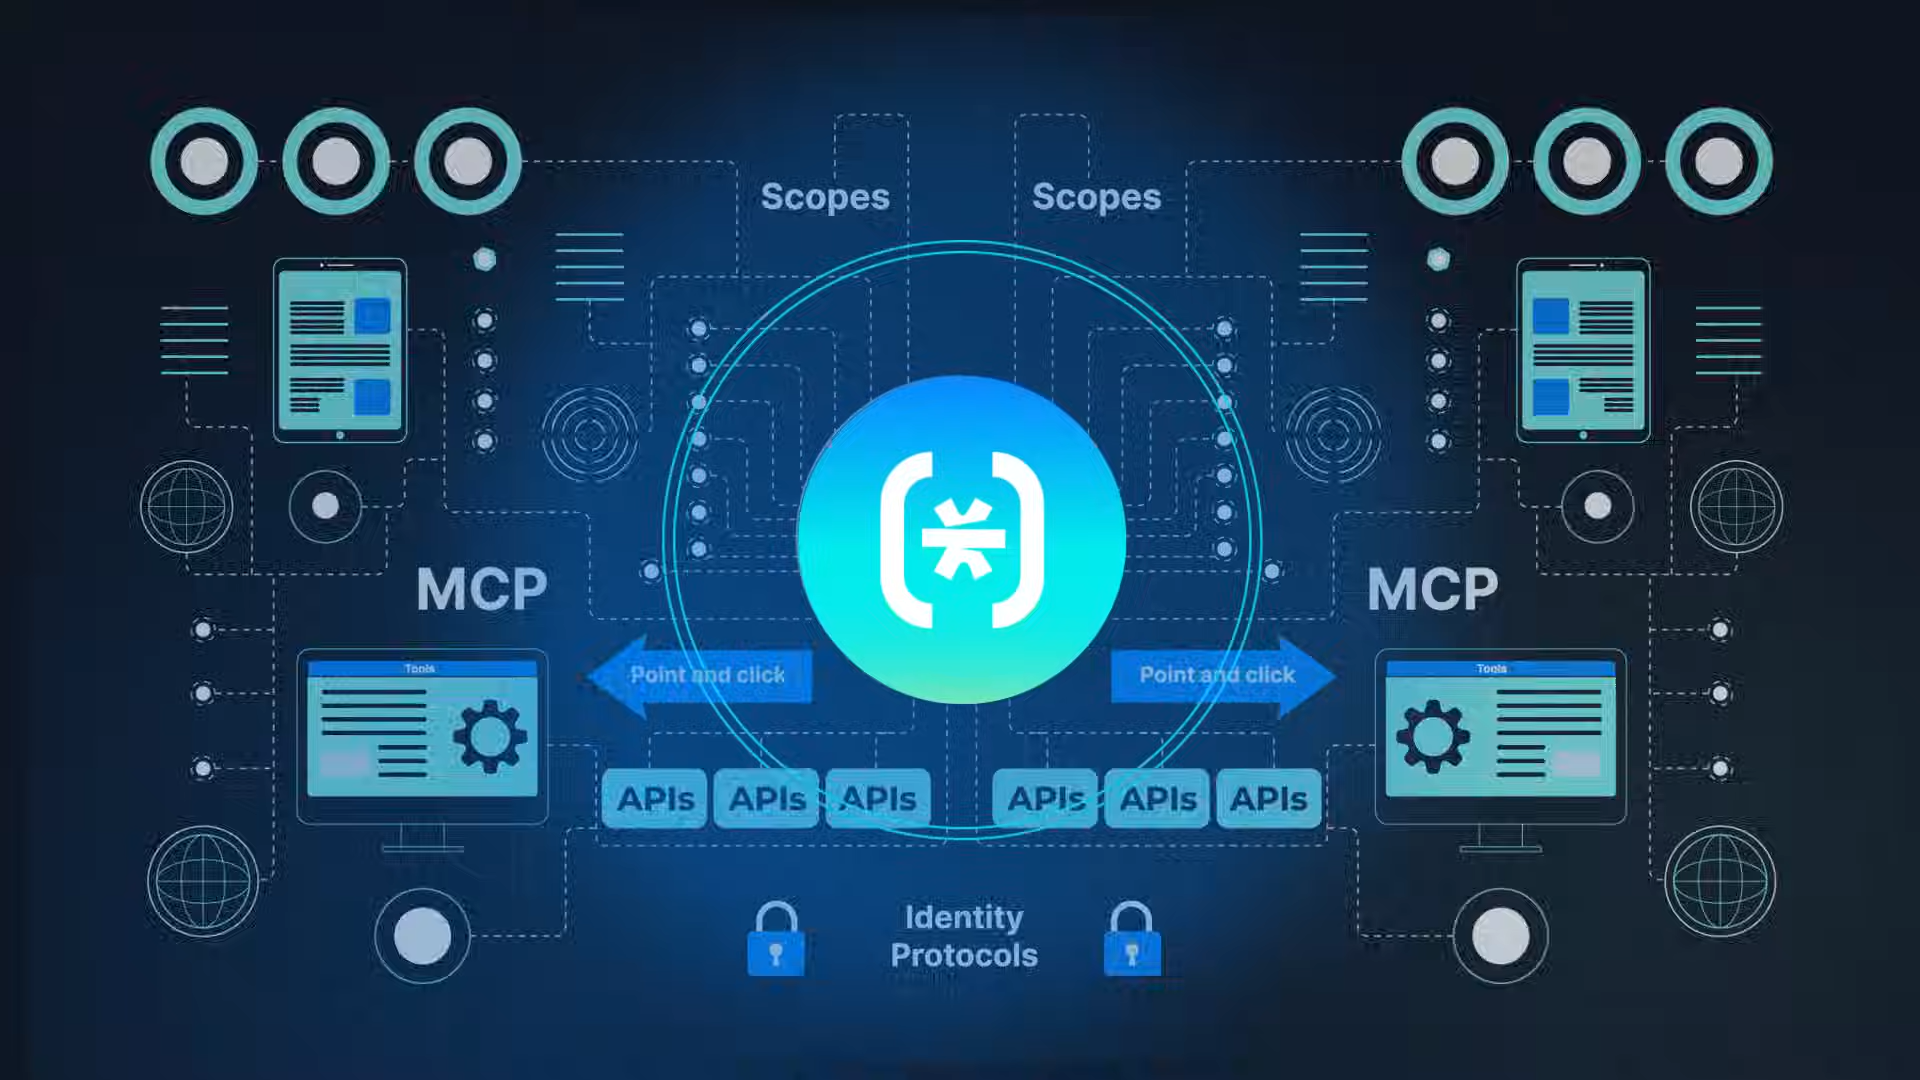 Scopes
Scopes
MCP
MCP
Tools
Tools
Point and click
Point and click
APIs
APIs
APIs
APIs
APIs
APIs
Identity
Protocols